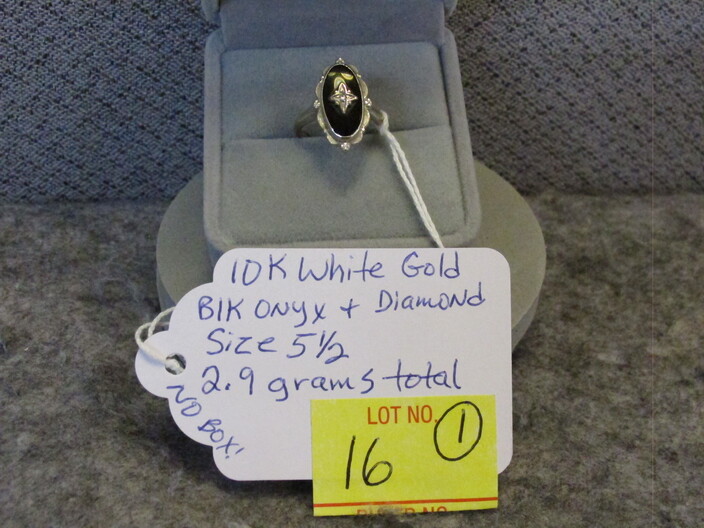 10K White Gold
Blk Onyx + Diamond
Size 5½
2.9 grams total
NO BOX!
LOT NO.
1
16